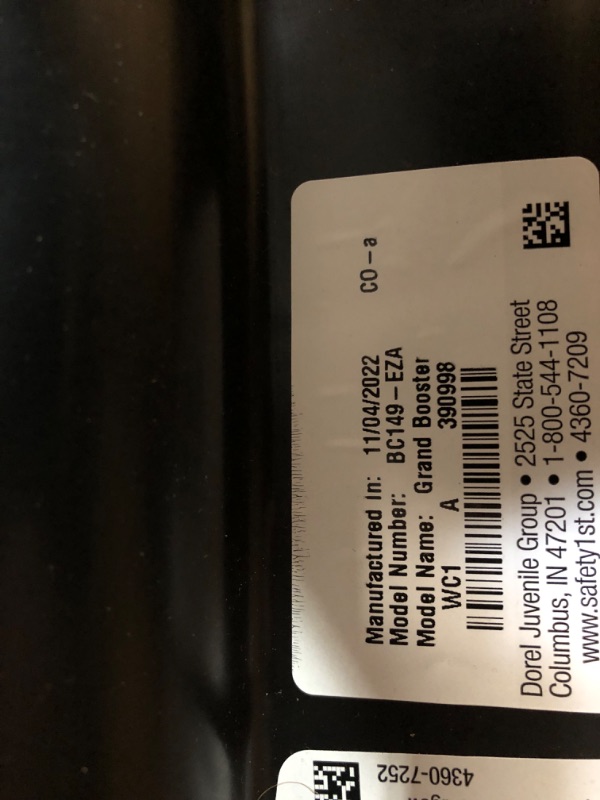 Manufactured In: 11/04/2022 CO-a
Model Number: BC149-EZA
Model Name: Grand Booster
WC1 A 390998
Dorel Juvenile Group • 2525 State Street
Columbus, IN 47201 • 1-800-544-1108
www.safety1st.com • 4360-7209
4360-7252